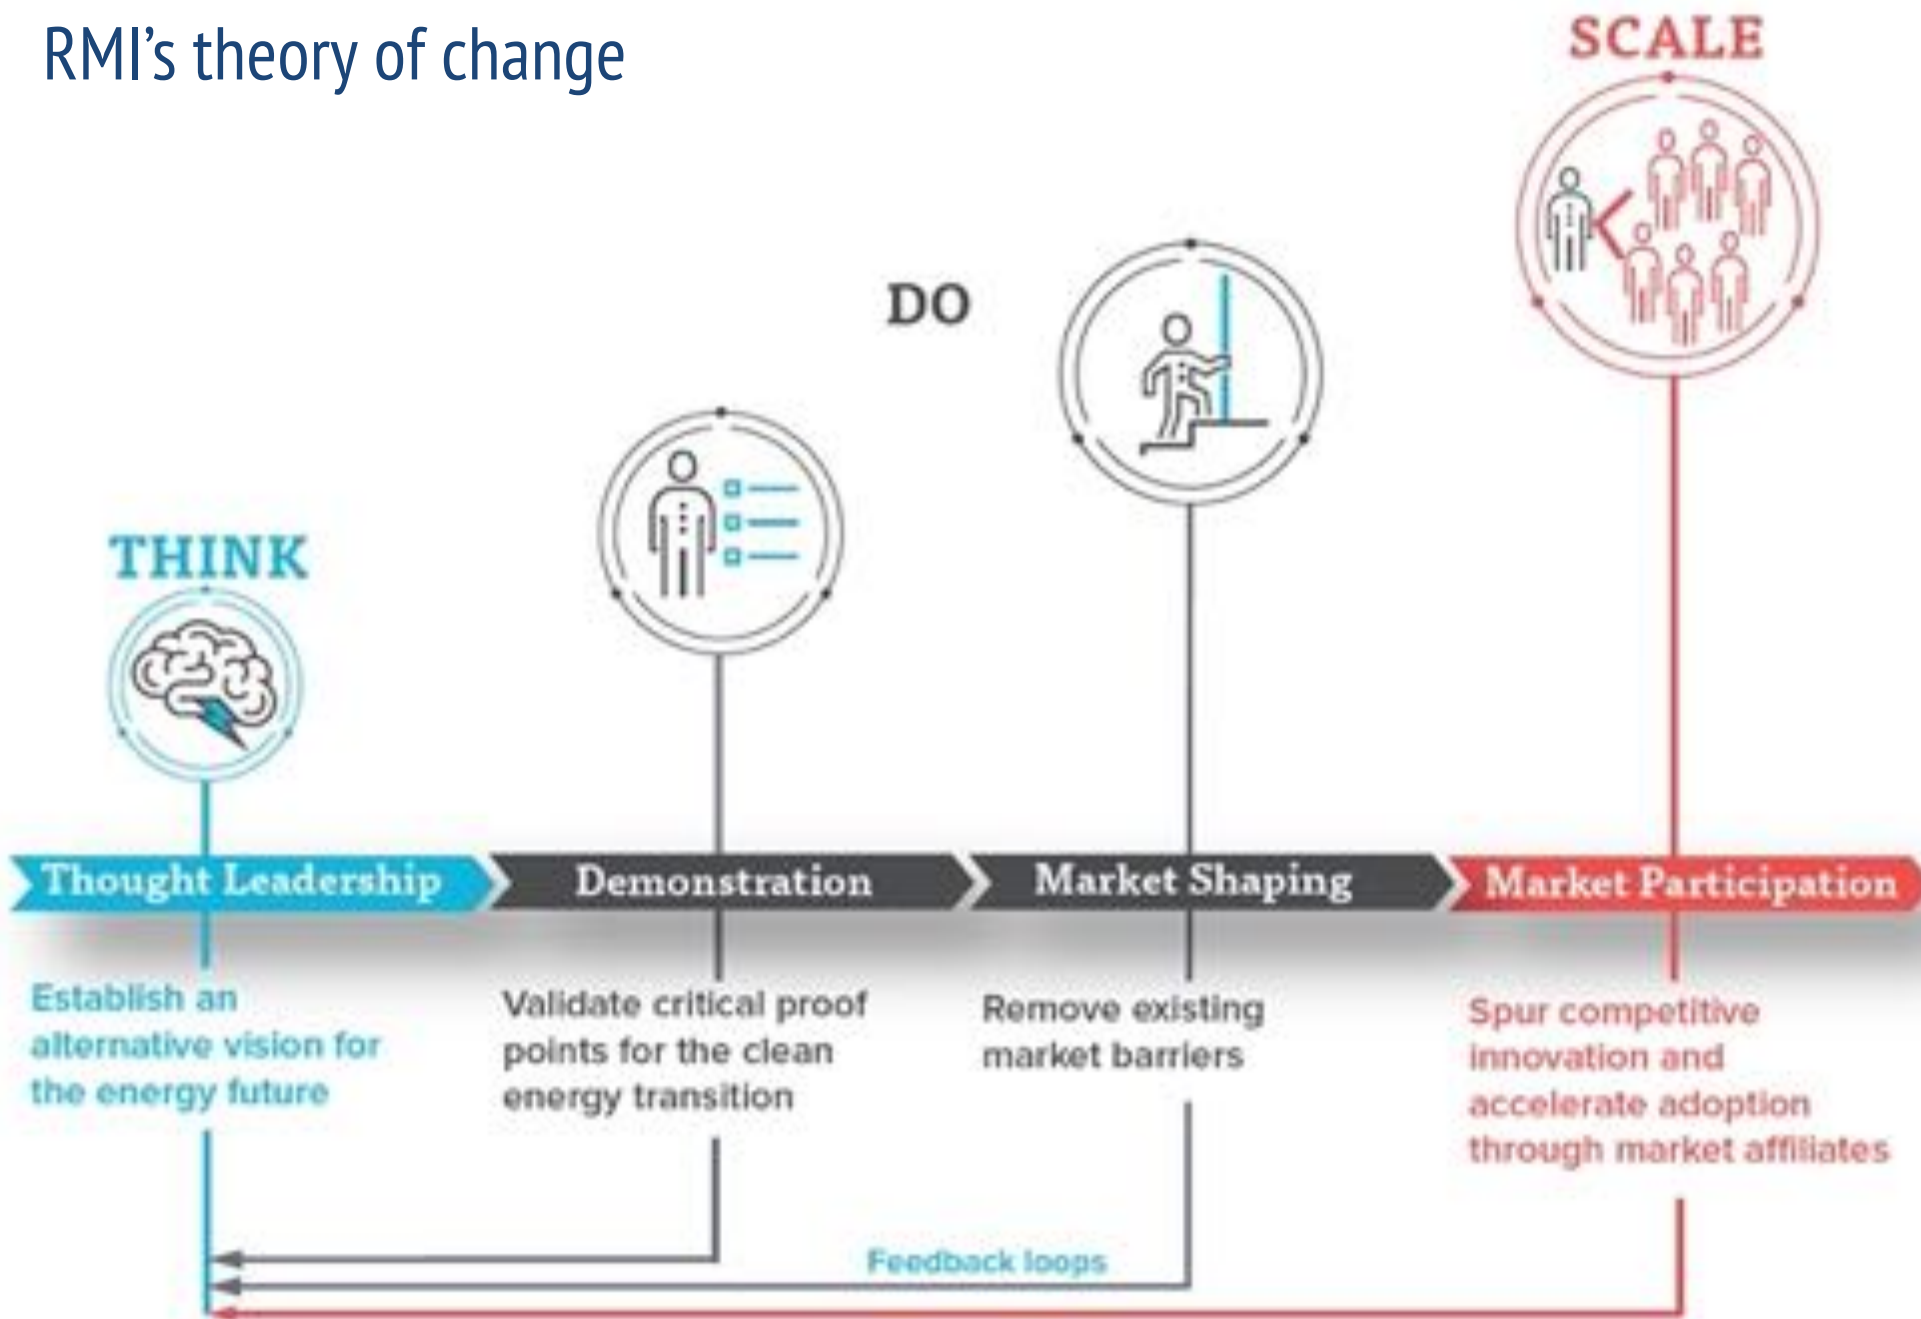 RMI's theory of change
SCALE
DO
THINK
Thought Leadership
Demonstration
Market Shaping
Market Participation
Establish an
alternative vision for
the energy future
Validate critical proof
points for the clean
energy transition
Remove existing
market barriers
Spur competitive
innovation and
accelerate adoption
through market affiliates
Feedback loops